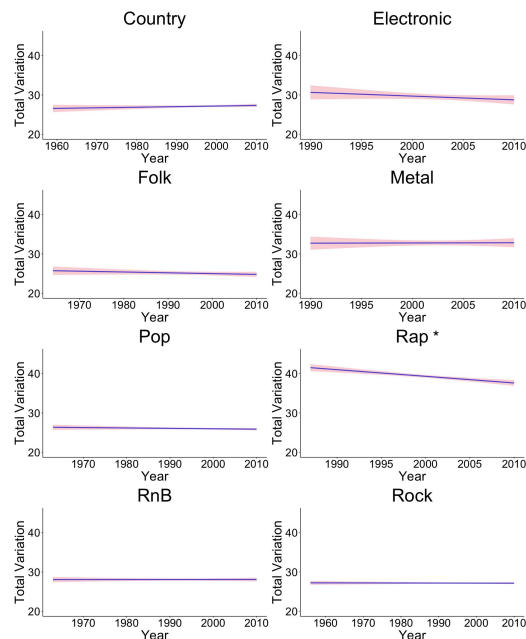 Country
Total Variation
40
30
20
1960 1970 1980 1990 2000 2010
Year
Electronic
Total Variation
40
30
20
1990 1995 2000 2005 2010
Year
Folk
Total Variation
40
30
20
1970 1980 1990 2000 2010
Year
Metal
Total Variation
40
30
20
1990 1995 2000 2005 2010
Year
Pop
Total Variation
40
30
20
1970 1980 1990 2000 2010
Year
Rap *
Total Variation
40
30
20
1990 1995 2000 2005 2010
Year
RnB
Total Variation
40
30
20
1970 1980 1990 2000 2010
Year
Rock
Total Variation
40
30
20
1960 1970 1980 1990 2000 2010
Year